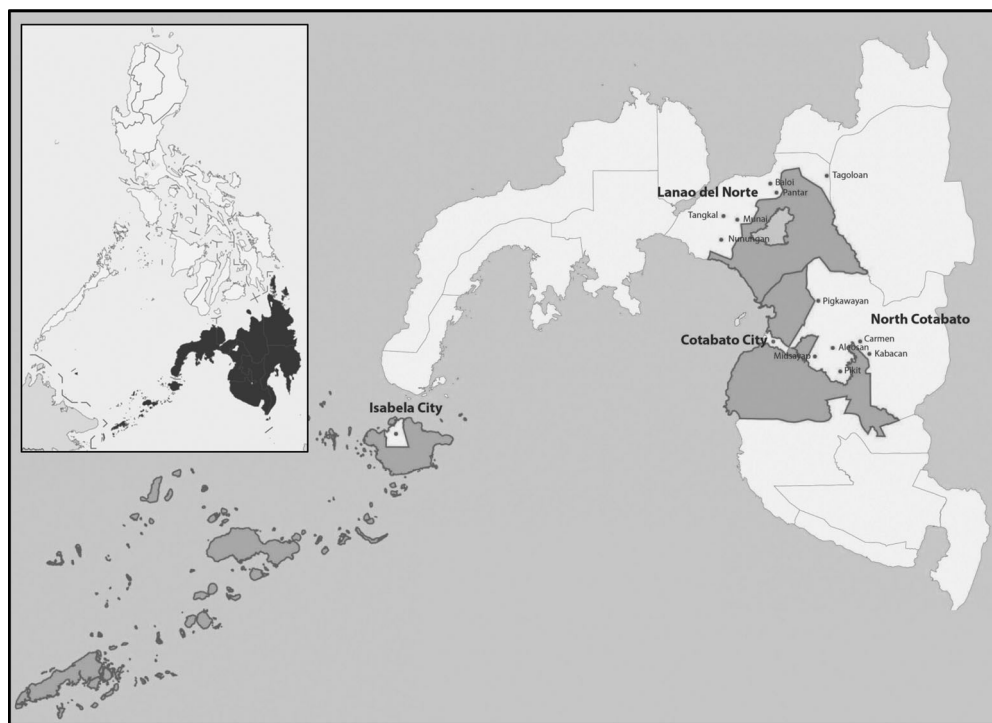 Tagoloan
Baloi
Lanao del Norte
Pantar
Tangkal
Munai
Nunungan
Pigkawayan
North Cotabato
Cotabato City
Carmen
Aleosan
Midsayap
Kabacan
Pikit
Isabela City